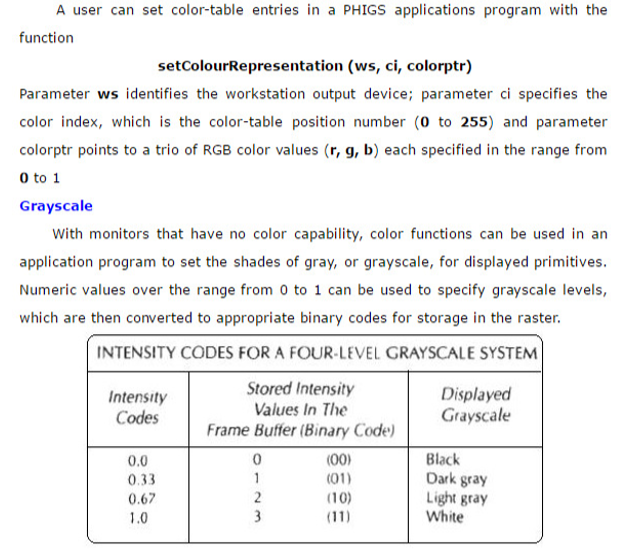 A user can set color-table entries in a PHIGS applications program with the
function
setColourRepresentation (ws, ci, colorptr)
Parameter ws identifies the workstation output device; parameter ci specifies the
color index, which is the color-table position number (0 to 255) and parameter
colorptr points to a trio of RGB color values (r, g, b) each specified in the range from
0 to 1
Grayscale
With monitors that have no color capability, color functions can be used in an
application program to set the shades of gray, or grayscale, for displayed primitives.
Numeric values over the range from 0 to 1 can be used to specify grayscale levels,
which are then converted to appropriate binary codes for storage in the raster.
INTENSITY CODES FOR A FOUR-LEVEL GRAYSCALE SYSTEM
Intensity Codes
Stored Intensity
Values In The
Frame Buffer (Binary Code)
Displayed
Grayscale
0.0 0 (00) Black
0.33 1 (01) Dark gray
0.67 2 (10) Light gray
1.0 3 (11) White